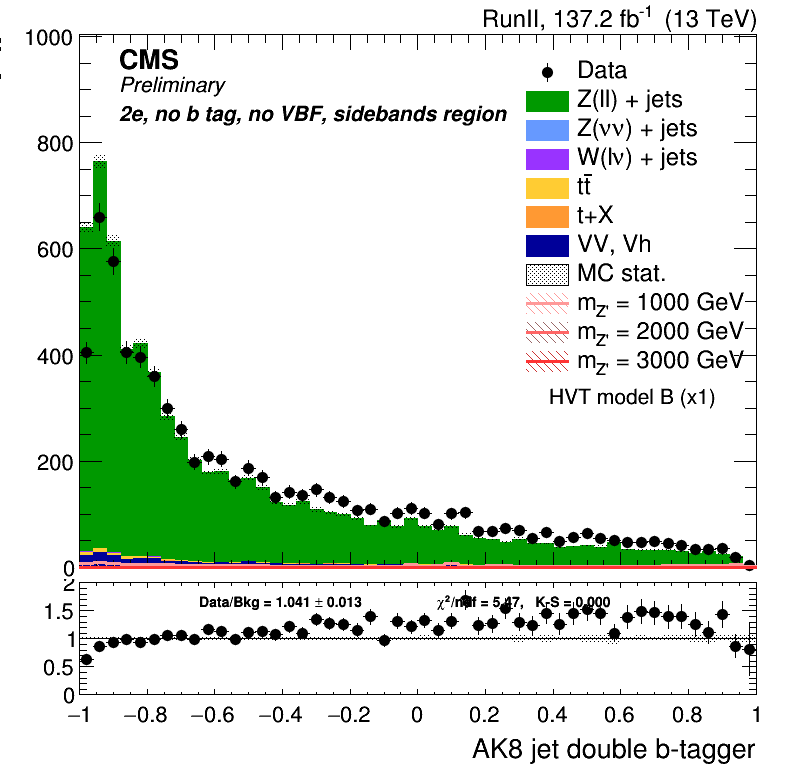 RunII, 137.2 fb-1 (13 TeV)
1000
800
600
400
200
0
CMS
Preliminary
2e, no b tag, no VBF, sidebands region
Data
Z(ll) + jets
Z(νν) + jets
W(lν) + jets
tt̄
t+X
VV, Vh
MC stat.
mZ' = 1000 GeV
mZ' = 2000 GeV
mZ' = 3000 GeV
HVT model B (x1)
2
1.5
1
0.5
0
Data/Bkg = 1.041 ± 0.013 χ²/ndf = 5.47, K-S = 0.000
−1 −0.8 −0.6 −0.4 −0.2 0 0.2 0.4 0.6 0.8 1
AK8 jet double b-tagger